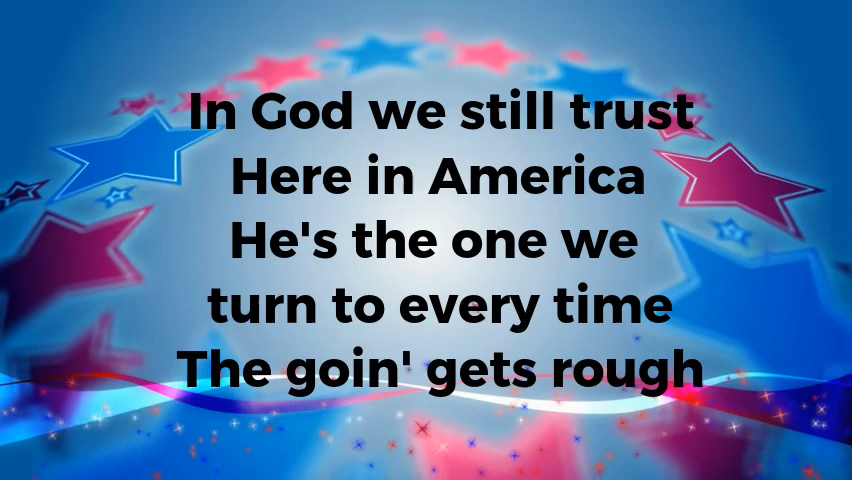 In God we still trust
Here in America
He's the one we
turn to every time
The goin' gets rough